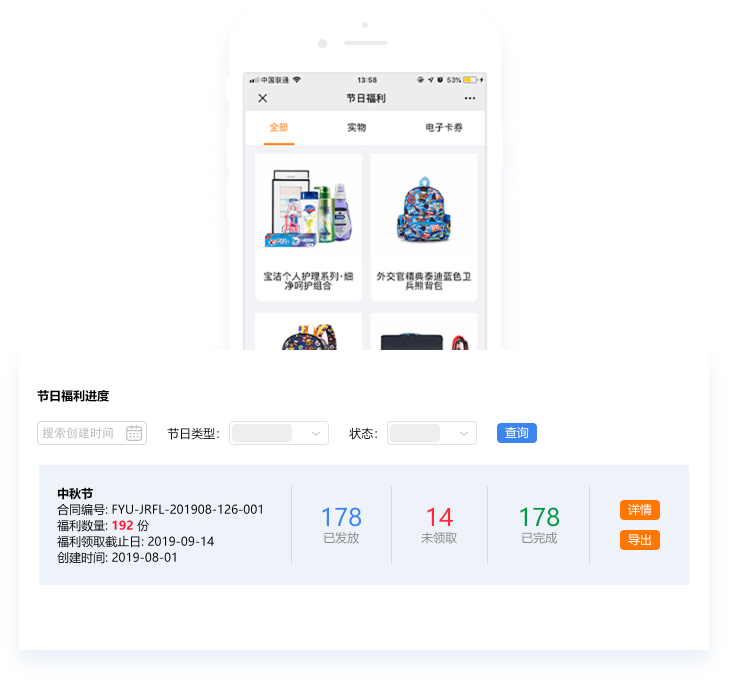 中国联通
13:58
53%
节日福利
全部
实物
电子卡券
宝洁个人护理系列·细
净呵护组合
外交官精典泰迪蓝色卫
兵熊背包
节日福利进度
搜索创建时间
节日类型:
状态:
查询
中秋节
合同编号: FYU-JRFL-201908-126-001
福利数量: 192 份
福利领取截止日: 2019-09-14
创建时间: 2019-08-01
178
已发放
14
未领取
178
已完成
详情
导出